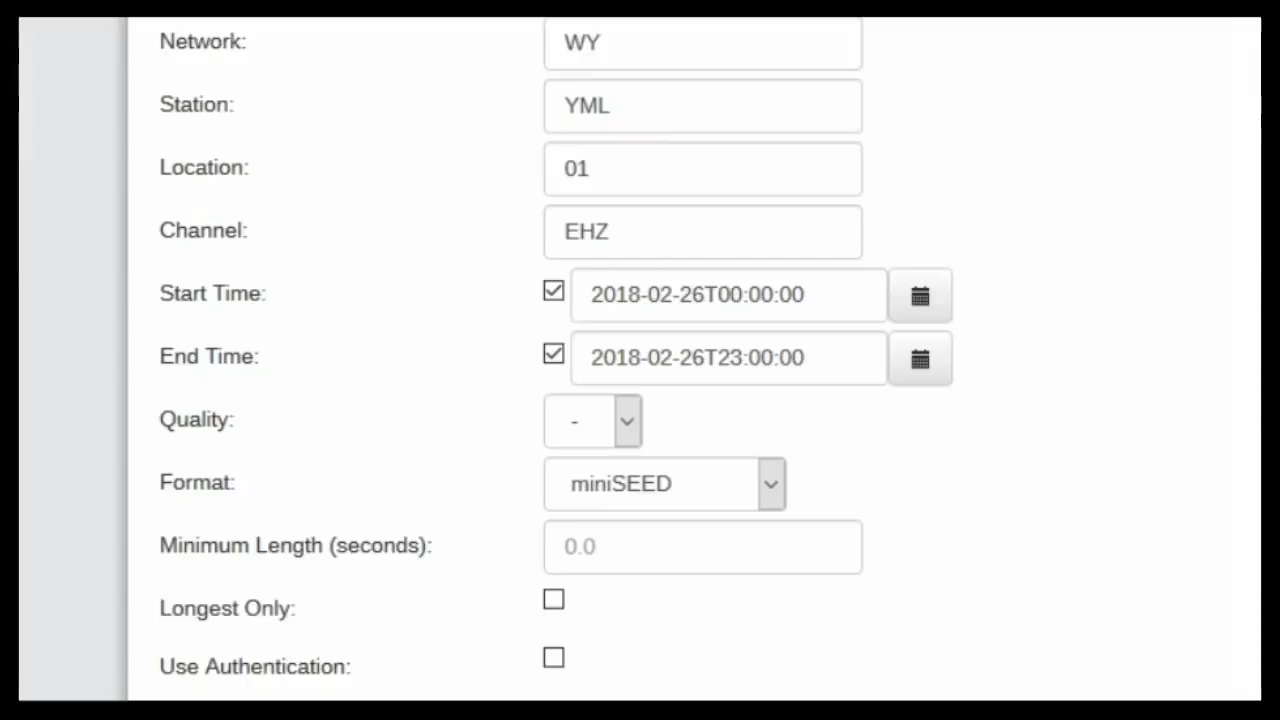 Network: WY
Station: YML
Location: 01
Channel: EHZ
Start Time: 2018-02-26T00:00:00
End Time: 2018-02-26T23:00:00
Quality: -
Format: miniSEED
Minimum Length (seconds): 0.0
Longest Only:
Use Authentication: